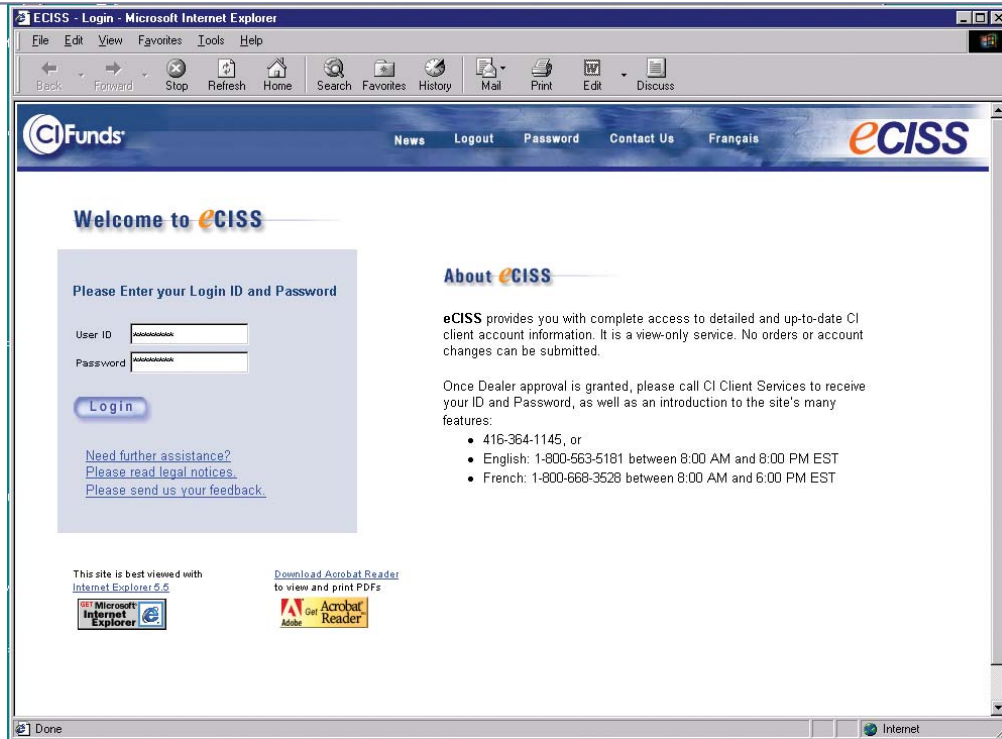 ECISS - Login - Microsoft Internet Explorer
File Edit View Favorites Tools Help
Back Forward Stop Refresh Home Search Favorites History Mail Print Edit Discuss
CI Funds
News Logout Password Contact Us Français
eCISS
Welcome to eCISS
Please Enter your Login ID and Password
User ID **********
Password **********
Login
Need further assistance?
Please read legal notices.
Please send us your feedback.
About eCISS
eCISS provides you with complete access to detailed and up-to-date CI
client account information. It is a view-only service. No orders or account
changes can be submitted.
Once Dealer approval is granted, please call CI Client Services to receive
your ID and Password, as well as an introduction to the site's many
features:
• 416-364-1145, or
• English: 1-800-563-5181 between 8:00 AM and 8:00 PM EST
• French: 1-800-668-3528 between 8:00 AM and 6:00 PM EST
This site is best viewed with
Internet Explorer 5.5
GET Microsoft
Internet
Explorer
Download Acrobat Reader
to view and print PDFs
Adobe
Get Acrobat
Reader
Done
Internet